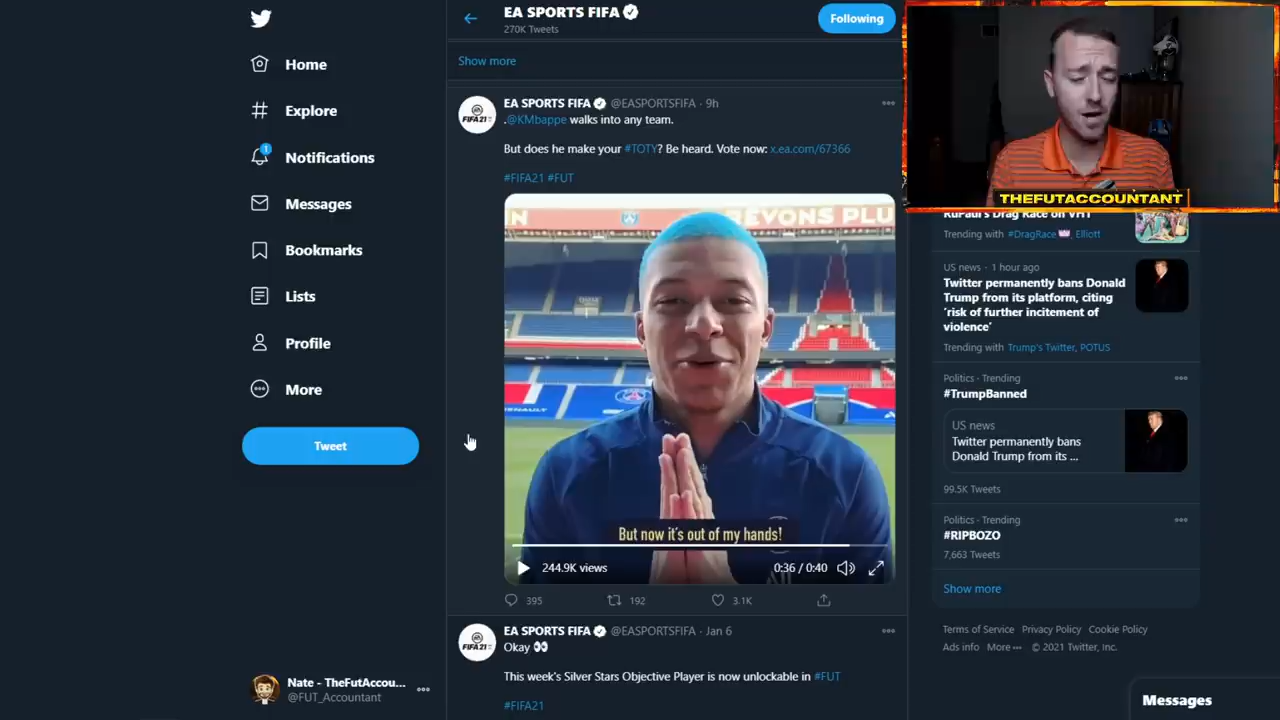 EA SPORTS FIFA
270K Tweets
Following
Home
Explore
1
Notifications
Messages
Bookmarks
Lists
Profile
More
Tweet
Nate - TheFutAccou...
@FUT_Accountant
Show more
EA SPORTS FIFA @EASPORTSFIFA · 9h
.@KMbappe walks into any team.
But does he make your #TOTY? Be heard. Vote now: x.ea.com/67366
#FIFA21 #FUT
But now it's out of my hands!
244.9K views
0:36 / 0:40
395
192
3.1K
EA SPORTS FIFA @EASPORTSFIFA · Jan 6
Okay 👀
This week's Silver Stars Objective Player is now unlockable in #FUT
#FIFA21
THEFUTACCOUNTANT
RuPaul's Drag Race on VH1
Trending with #DragRace, Elliott
US news · 1 hour ago
Twitter permanently bans Donald
Trump from its platform, citing
'risk of further incitement of
violence'
Trending with Trump's Twitter, POTUS
Politics · Trending
#TrumpBanned
US news
Twitter permanently bans
Donald Trump from its ...
99.5K Tweets
Politics · Trending
#RIPBOZO
7,663 Tweets
Show more
Terms of Service Privacy Policy Cookie Policy
Ads info More ··· © 2021 Twitter, Inc.
Messages